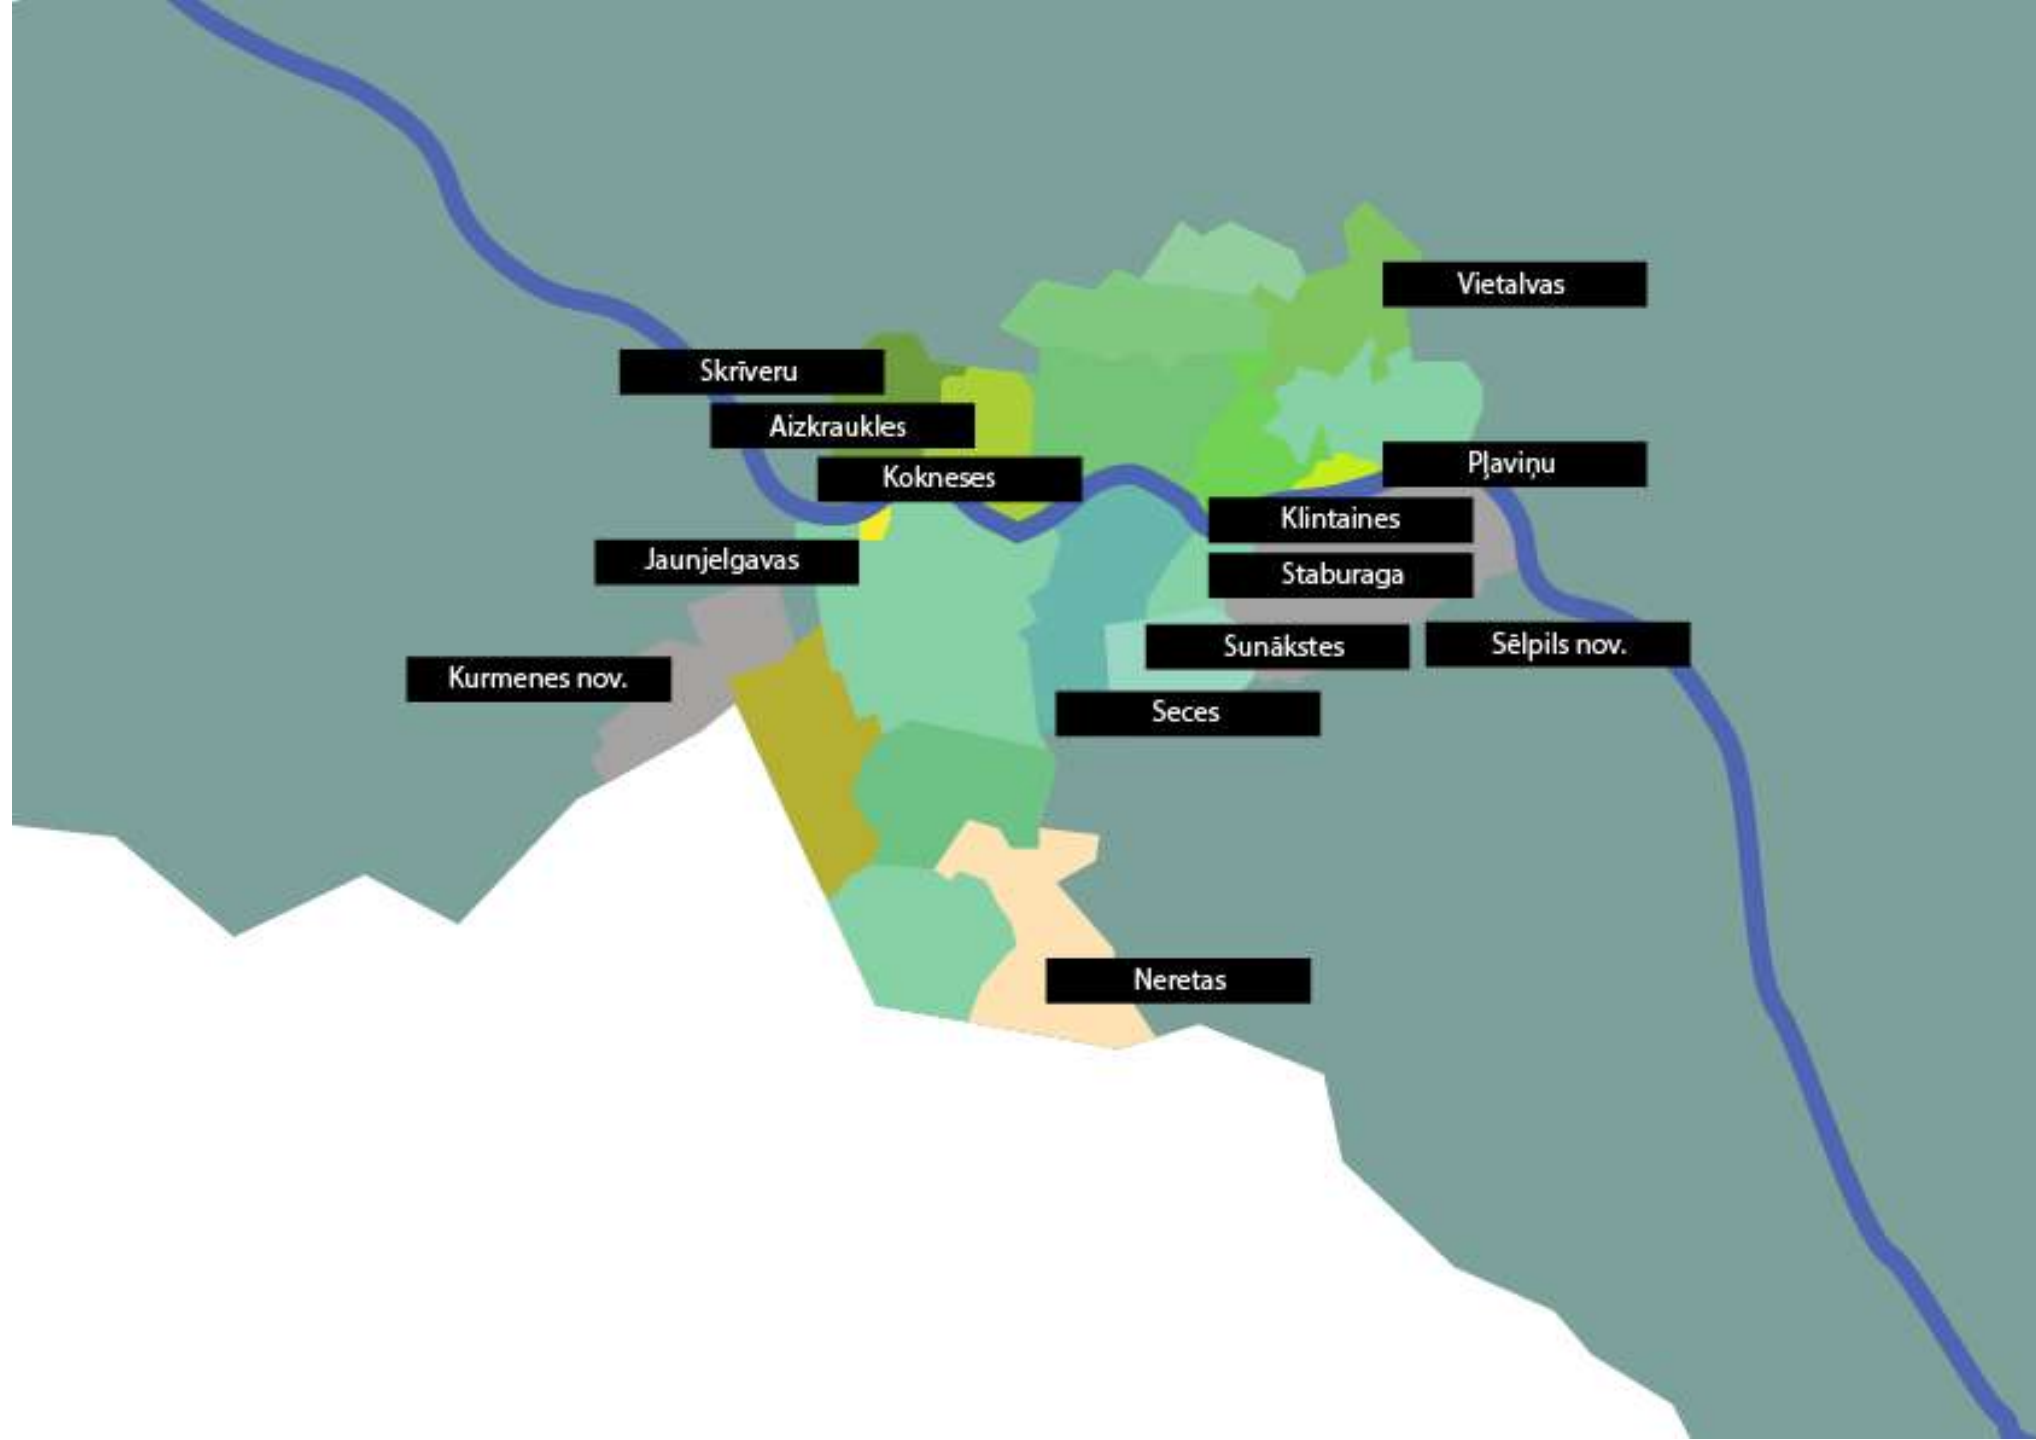 Vietalvas
Skrīveru
Aizkraukles
Pļaviņu
Kokneses
Klintaines
Jaunjelgavas
Staburaga
Sunākstes
Sēlpils nov.
Kurmenes nov.
Seces
Neretas